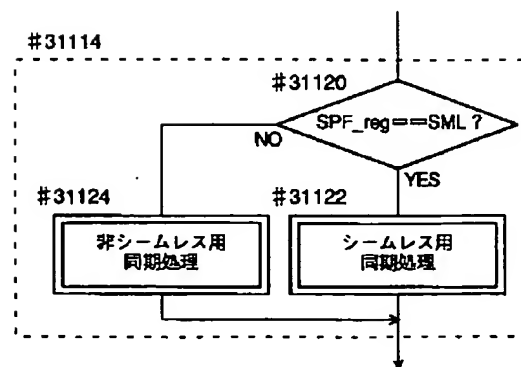 #31114
#31120
SPF_reg==SML?
NO
YES
#31124
#31122
非シームレス用
同期処理
シームレス用
同期処理